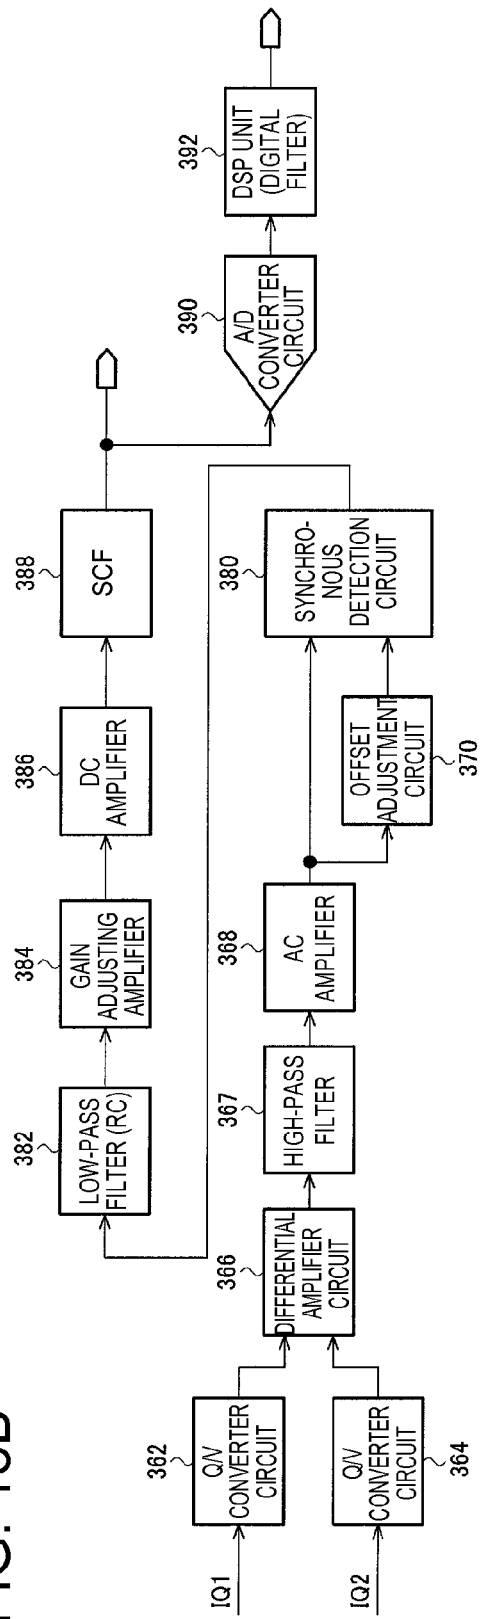 IQ1
IQ2
362
Q/V
CONVERTER
CIRCUIT
Q/V
CONVERTER
CIRCUIT
364
366
DIFFERENTIAL
AMPLIFIER
CIRCUIT
367
HIGH-PASS
FILTER
368
AC
AMPLIFIER
OFFSET
ADJUSTMENT
CIRCUIT
370
380
SYNCHRO-
NOUS
DETECTION
CIRCUIT
382
LOW-PASS
FILTER (RC)
384
GAIN
ADJUSTING
AMPLIFIER
386
DC
AMPLIFIER
388
SCF
390
A/D
CONVERTER
CIRCUIT
392
DSP UNIT
(DIGITAL
FILTER)